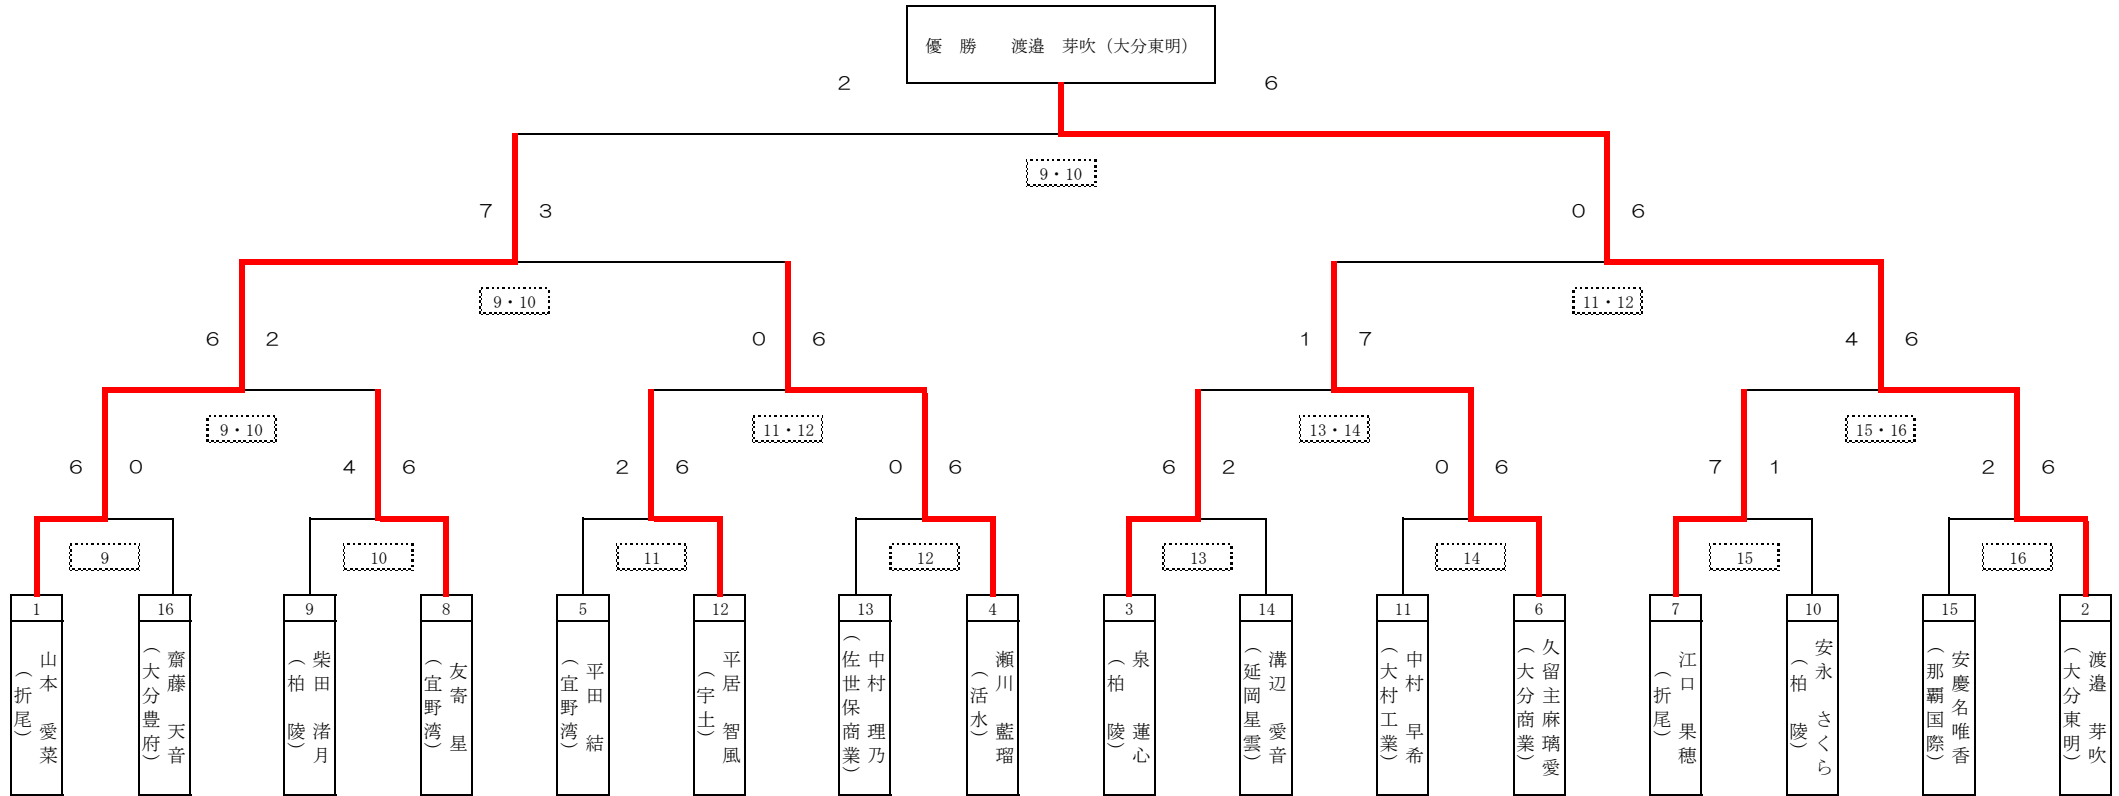 優　勝　　渡邉　芽吹（大分東明）
2　6
9・10
7　3　0　6
9・10　11・12
6　2　0　6　1　7　4　6
9・10　11・12　13・14　15・16
6　0　4　6　2　6　0　6　6　2　0　6　7　1　2　6
9　10　11　12　13　14　15　16
1　16　9　8　5　12　13　4　3　14　11　6　7　10　15　2
山本　愛菜
（折尾）
齋藤　天音
（大分豊府）
柴田　渚月
（柏　陵）
友寄　星
（宜野湾）
平田　結
（宜野湾）
平居　智風
（宇土）
中村　理乃
（佐世保商業）
瀬川　藍瑠
（活水）
泉　蓮心
（柏　陵）
溝辺　愛音
（延岡星雲）
中村　早希
（大村工業）
久留主麻璃愛
（大分商業）
江口　果穂
（折尾）
安永　さくら
（柏　陵）
安慶名唯香
（那覇国際）
渡邉　芽吹
（大分東明）